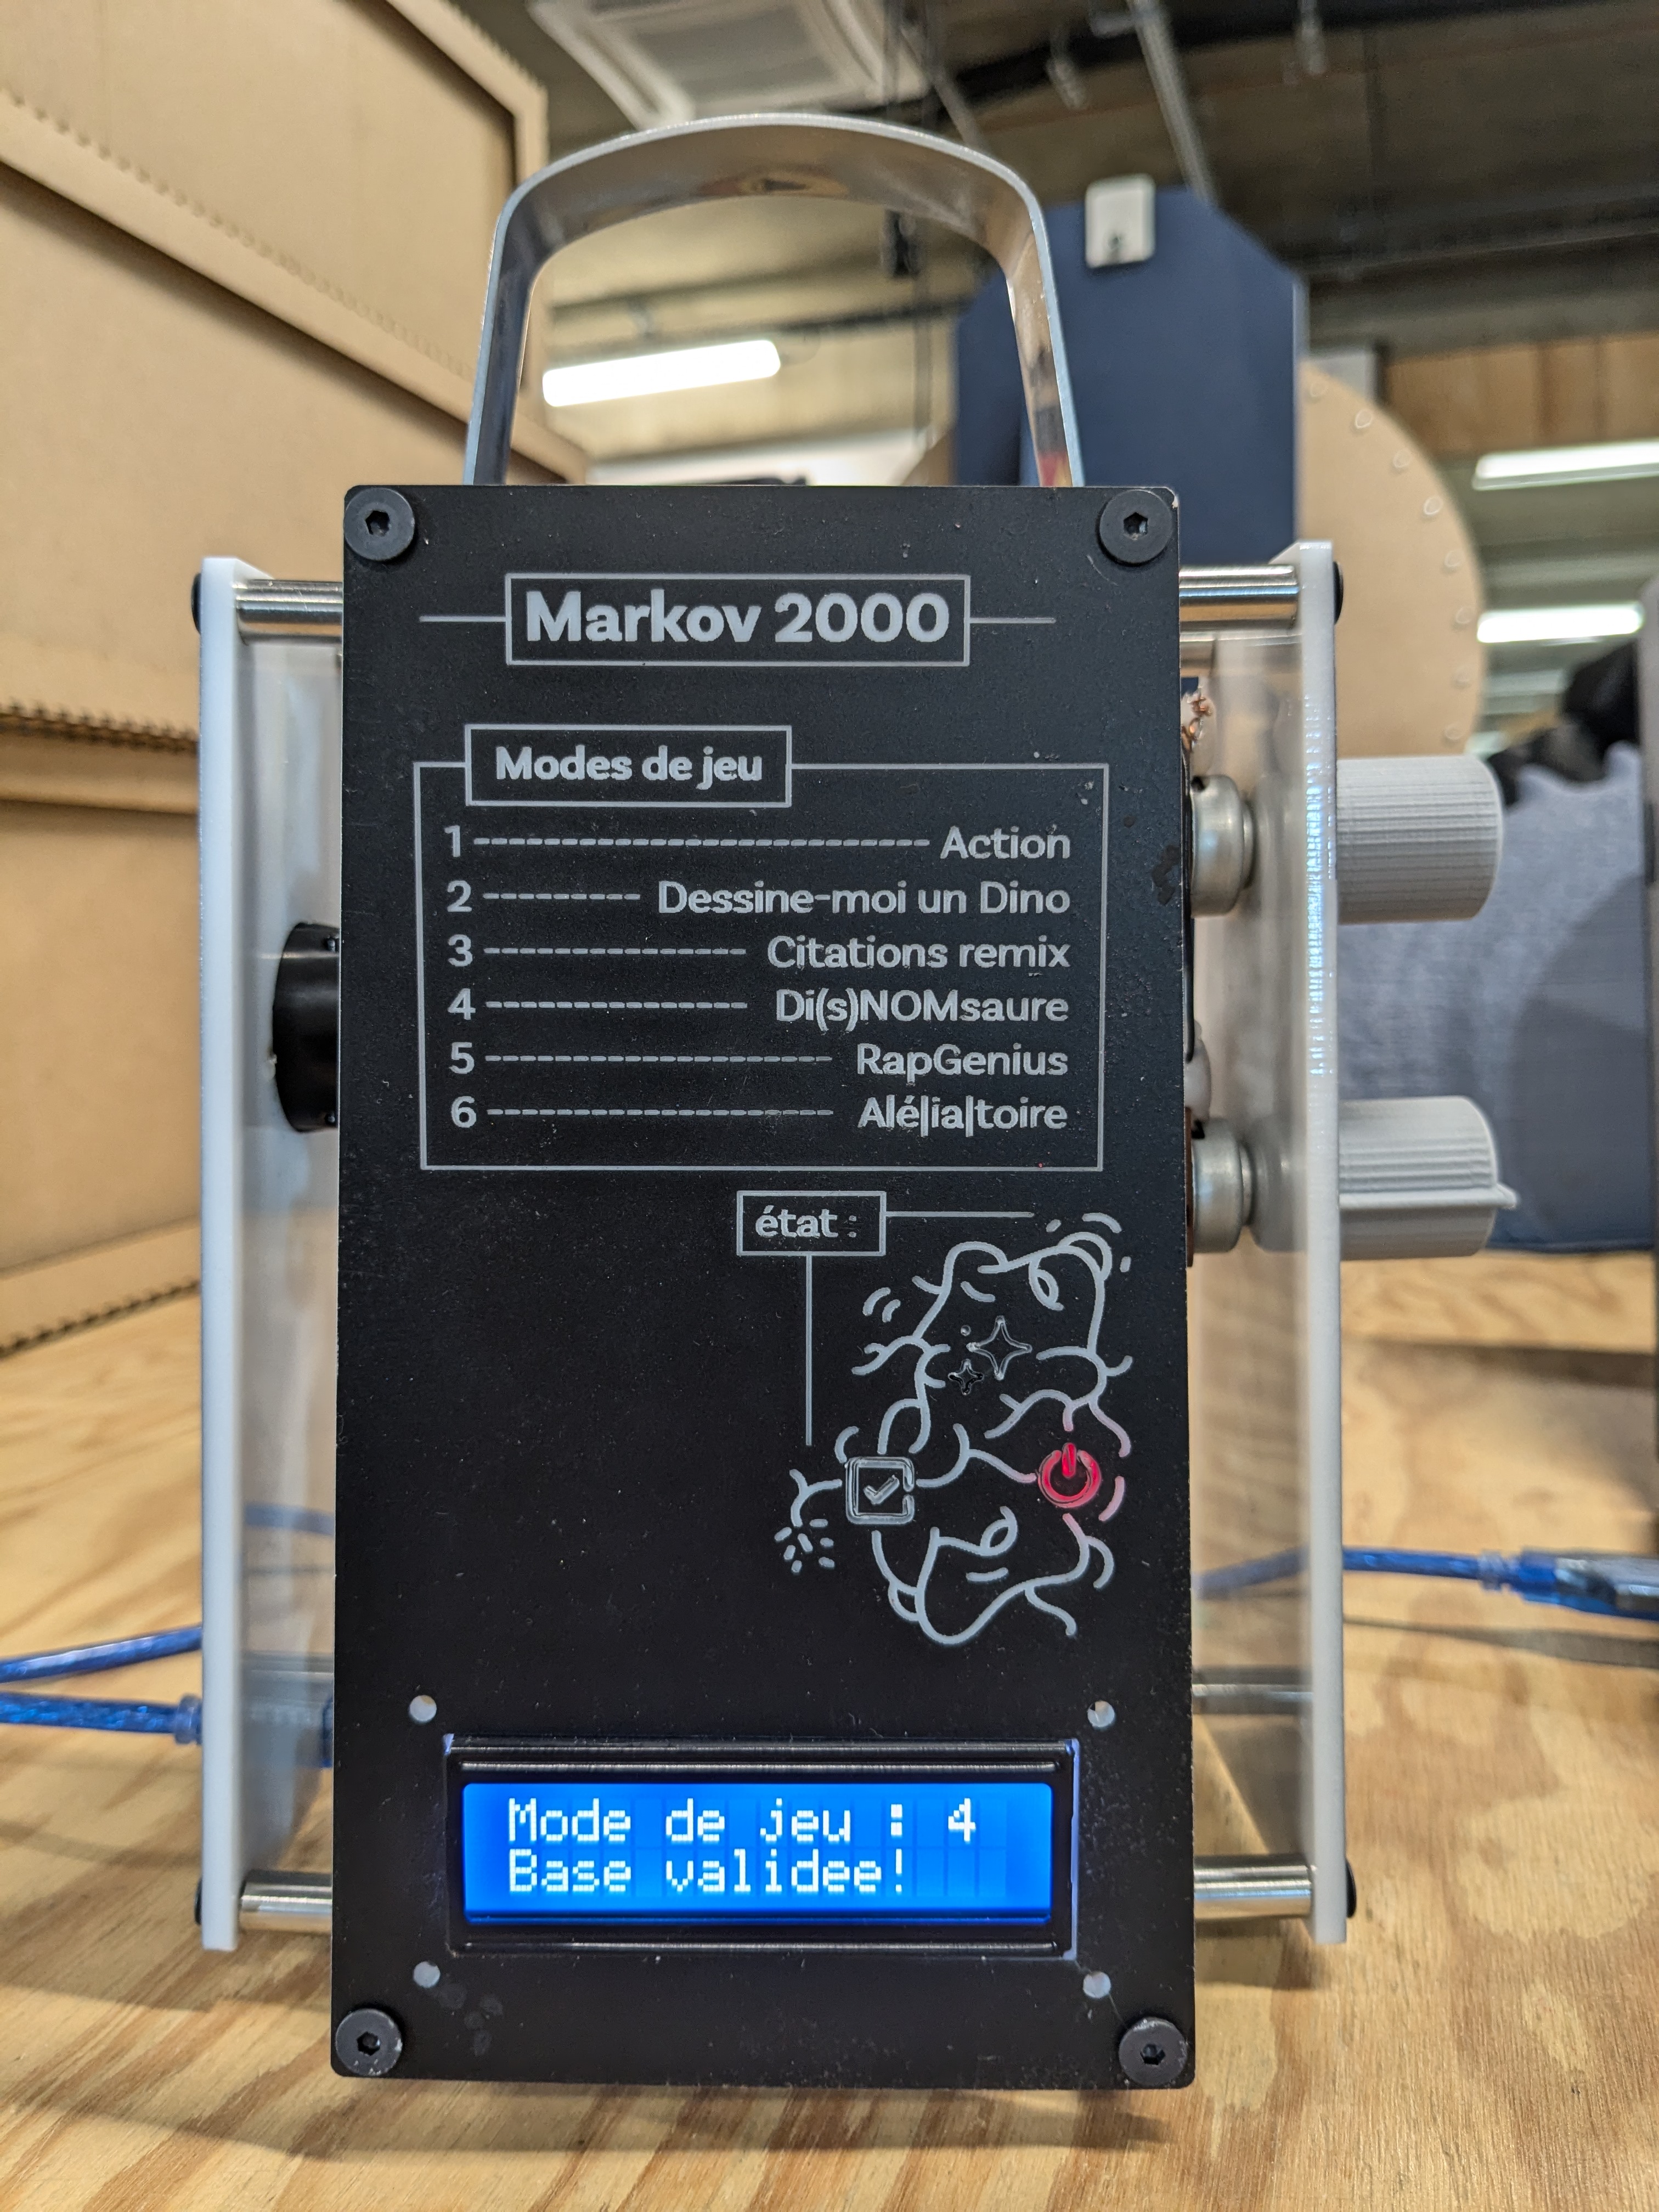 Markov 2000
Modes de jeu
1 Action
2 Dessine-moi un Dino
3 Citations remix
4 Di(s)NOMsaure
5 RapGenius
6 Alé|ia|toire
état :
Mode de jeu : 4
Base validee!